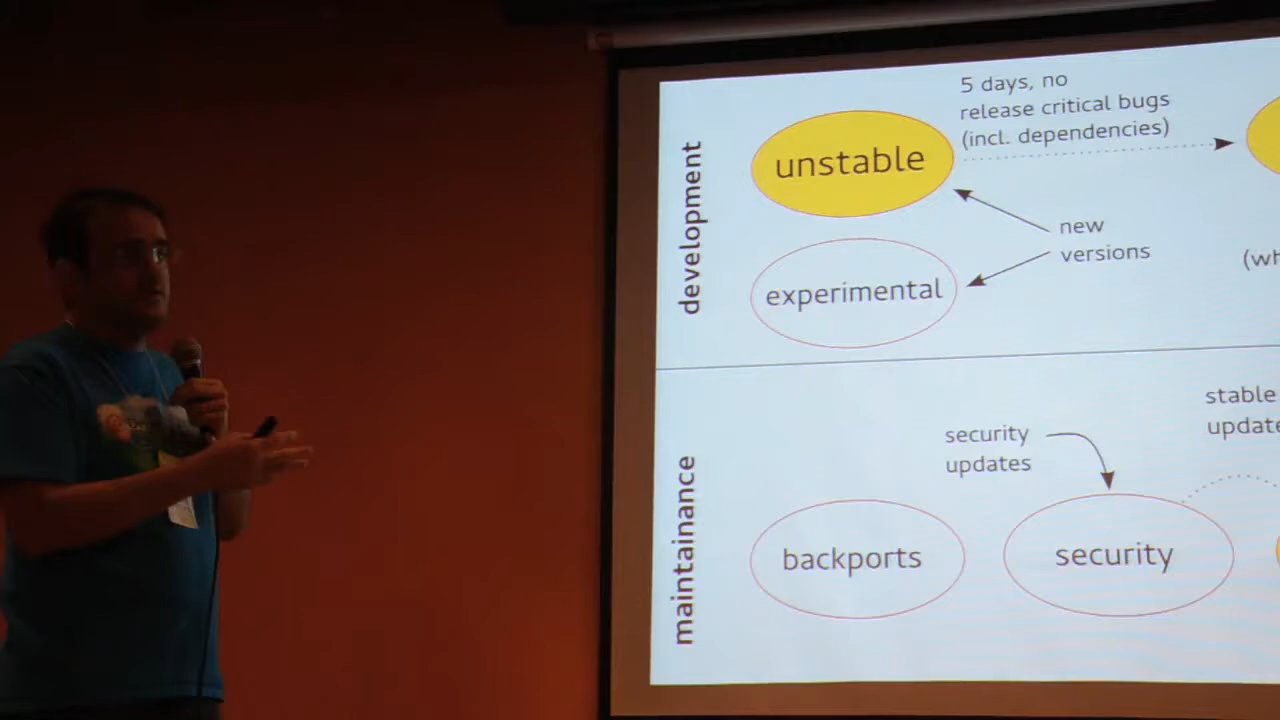 5 days, no
release critical bugs
(incl. dependencies)
unstable
development
new
versions
experimental
(wh
stable
update
security
updates
maintainance
backports
security